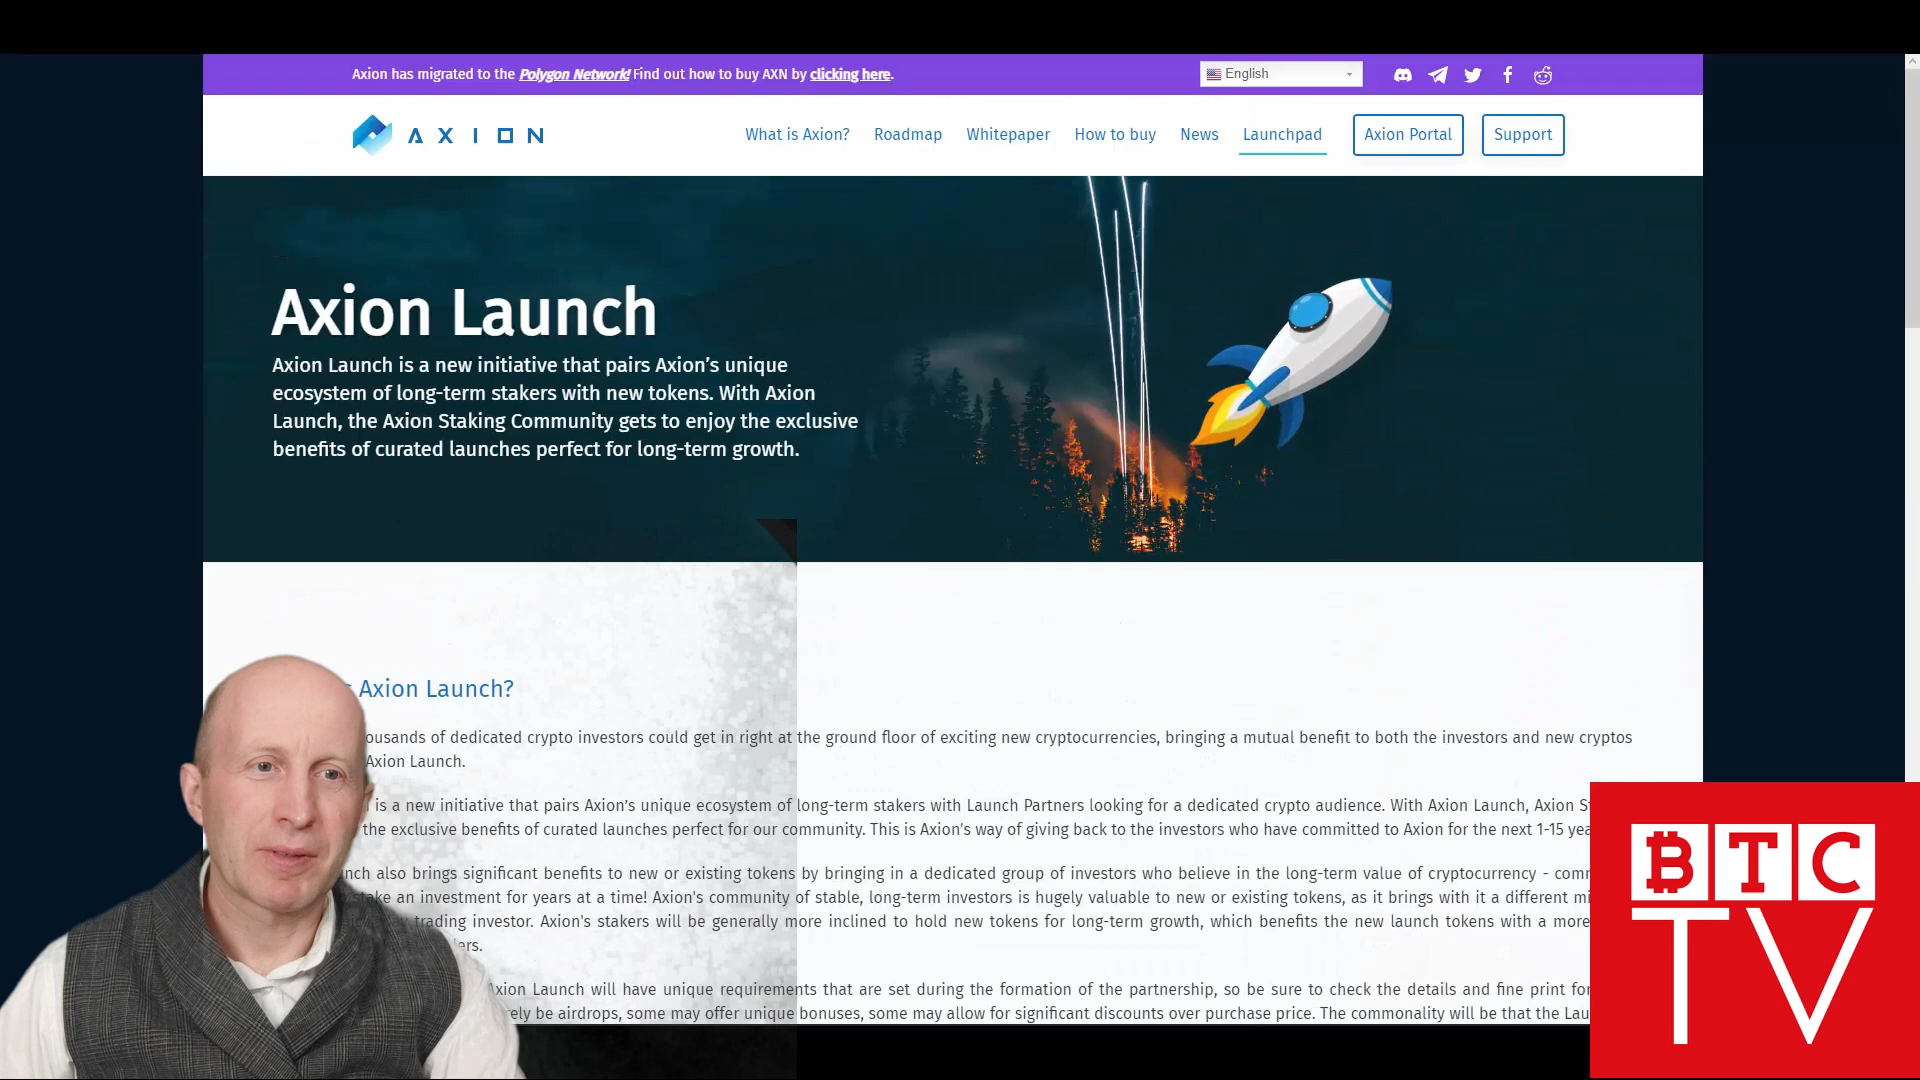 Axion has migrated to the Polygon Network! Find out how to buy AXN by clicking here.
English
AXION
What is Axion? Roadmap Whitepaper How to buy News Launchpad Axion Portal Support
Axion Launch
Axion Launch is a new initiative that pairs Axion’s unique
ecosystem of long-term stakers with new tokens. With Axion
Launch, the Axion Staking Community gets to enjoy the exclusive
benefits of curated launches perfect for long-term growth.
Axion Launch?
ousands of dedicated crypto investors could get in right at the ground floor of exciting new cryptocurrencies, bringing a mutual benefit to both the investors and new cryptos
Axion Launch.
is a new initiative that pairs Axion’s unique ecosystem of long-term stakers with Launch Partners looking for a dedicated crypto audience. With Axion Launch, Axion St
the exclusive benefits of curated launches perfect for our community. This is Axion's way of giving back to the investors who have committed to Axion for the next 1-15 yea
nch also brings significant benefits to new or existing tokens by bringing in a dedicated group of investors who believe in the long-term value of cryptocurrency - comm
take an investment for years at a time! Axion's community of stable, long-term investors is hugely valuable to new or existing tokens, as it brings with it a different mi
trading investor. Axion's stakers will be generally more inclined to hold new tokens for long-term growth, which benefits the new launch tokens with a more
ers.
Axion Launch will have unique requirements that are set during the formation of the partnership, so be sure to check the details and fine print for
rely be airdrops, some may offer unique bonuses, some may allow for significant discounts over purchase price. The commonality will be that the Lau
BTC
TV